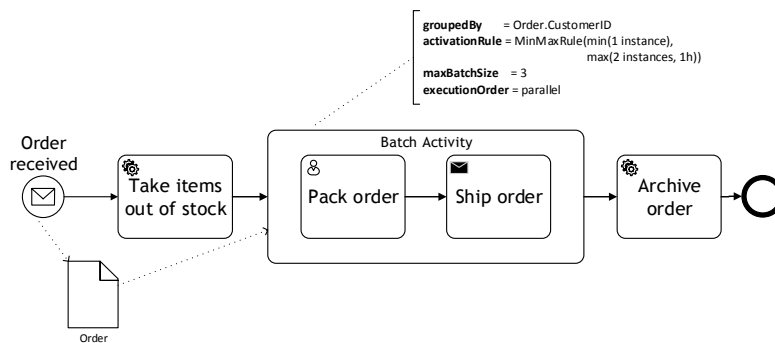 groupedBy = Order.CustomerID
activationRule = MinMaxRule(min(1 instance),
max(2 instances, 1h))
maxBatchSize = 3
executionOrder = parallel
Order
received
Batch Activity
Take items
out of stock
Pack order
Ship order
Archive
order
Order